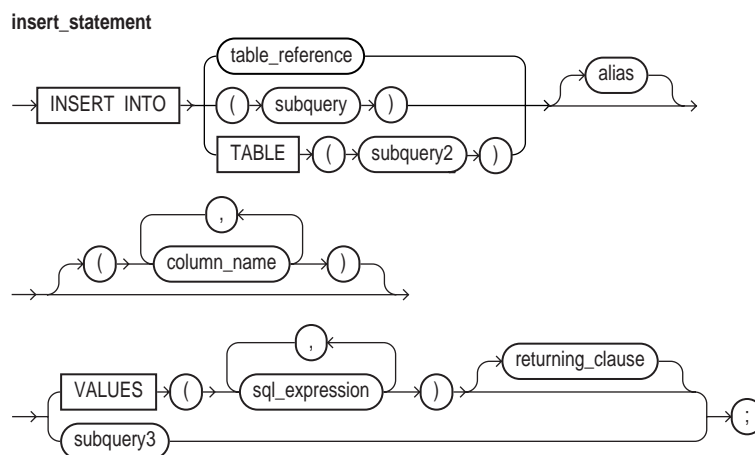 insert_statement
table_reference
alias
INSERT INTO ( subquery )
TABLE ( subquery2 )
,
( column_name )
, returning_clause
VALUES ( sql_expression )
subquery3 ;